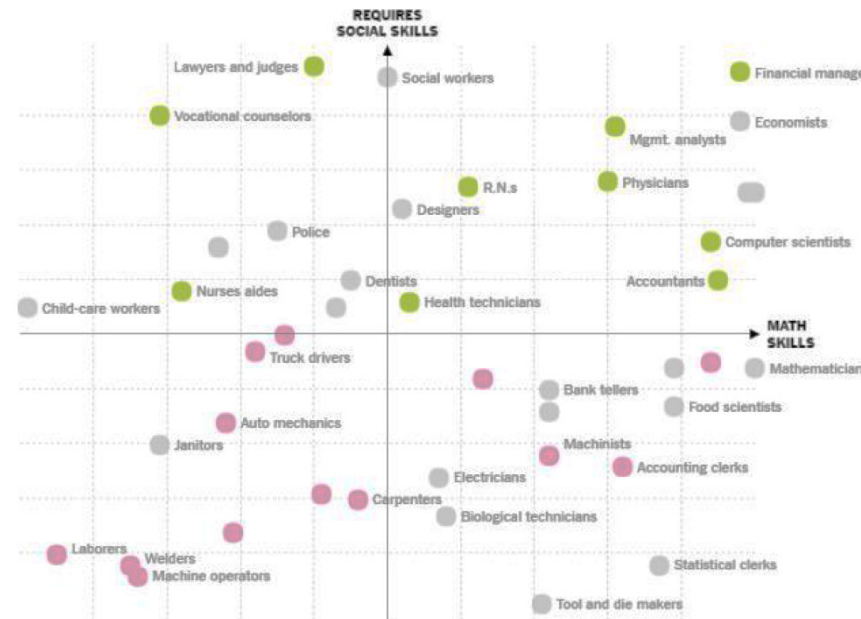 REQUIRES
SOCIAL SKILLS
Lawyers and judges
Social workers
Financial manage
Vocational counselors
Economists
Mgmt. analysts
R.N.s
Physicians
Designers
Police
Computer scientists
Dentists
Accountants
Nurses aides
Health technicians
Child-care workers
MATH
SKILLS
Truck drivers
Mathematician
Bank tellers
Food scientists
Auto mechanics
Janitors
Machinists
Accounting clerks
Electricians
Carpenters
Biological technicians
Laborers
Welders
Statistical clerks
Machine operators
Tool and die makers